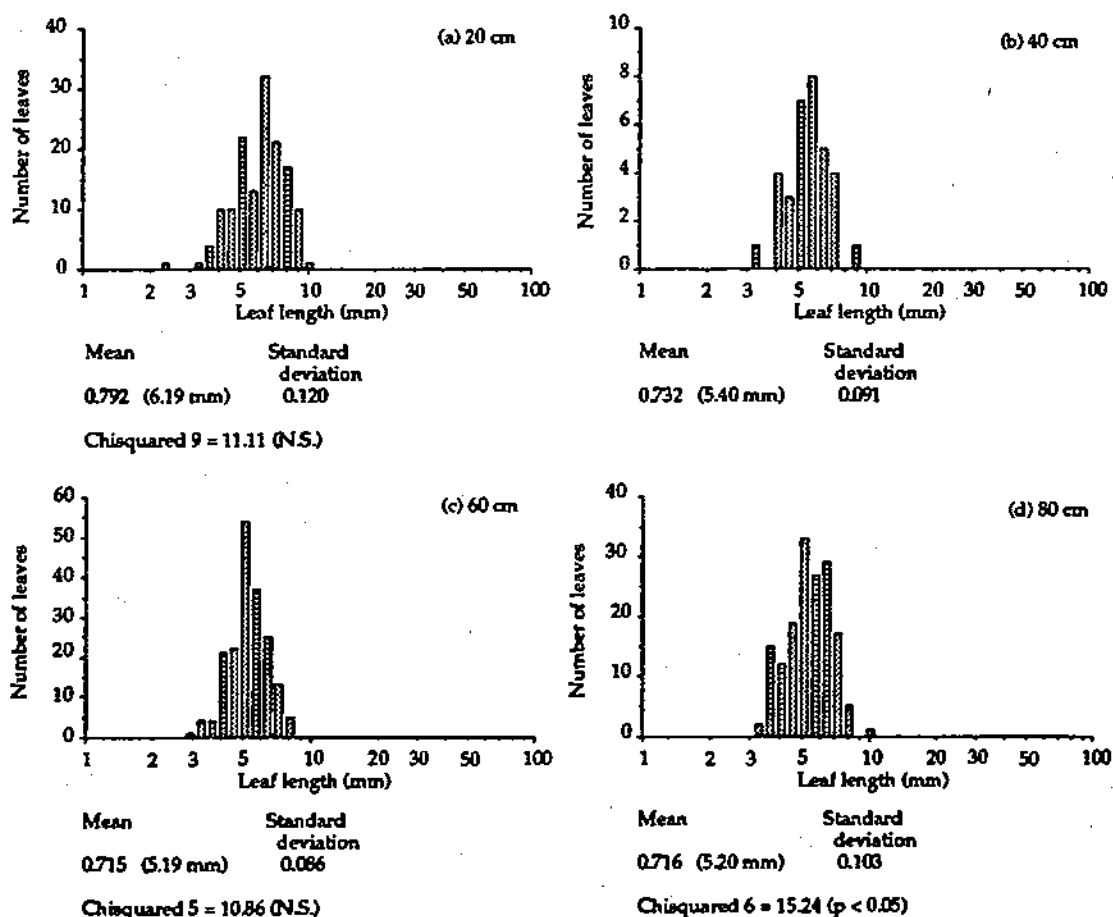 (a) 20 cm
Number of leaves
40
30
20
10
0
1 2 3 5 10 20 30 50 100
Leaf length (mm)
Mean Standard deviation
0.792 (6.19 mm) 0.120
Chisquared 9 = 11.11 (N.S.)
(b) 40 cm
Number of leaves
10
8
6
4
2
0
1 2 3 5 10 20 30 50 100
Leaf length (mm)
Mean Standard deviation
0.732 (5.40 mm) 0.091
(c) 60 cm
Number of leaves
60
50
40
30
20
10
0
1 2 3 5 10 20 30 50 100
Leaf length (mm)
Mean Standard deviation
0.715 (5.19 mm) 0.086
Chisquared 5 = 10.86 (N.S.)
(d) 80 cm
Number of leaves
40
30
20
10
0
1 2 3 5 10 20 30 50 100
Leaf length (mm)
Mean Standard deviation
0.716 (5.20 mm) 0.103
Chisquared 6 = 15.24 (p < 0.05)